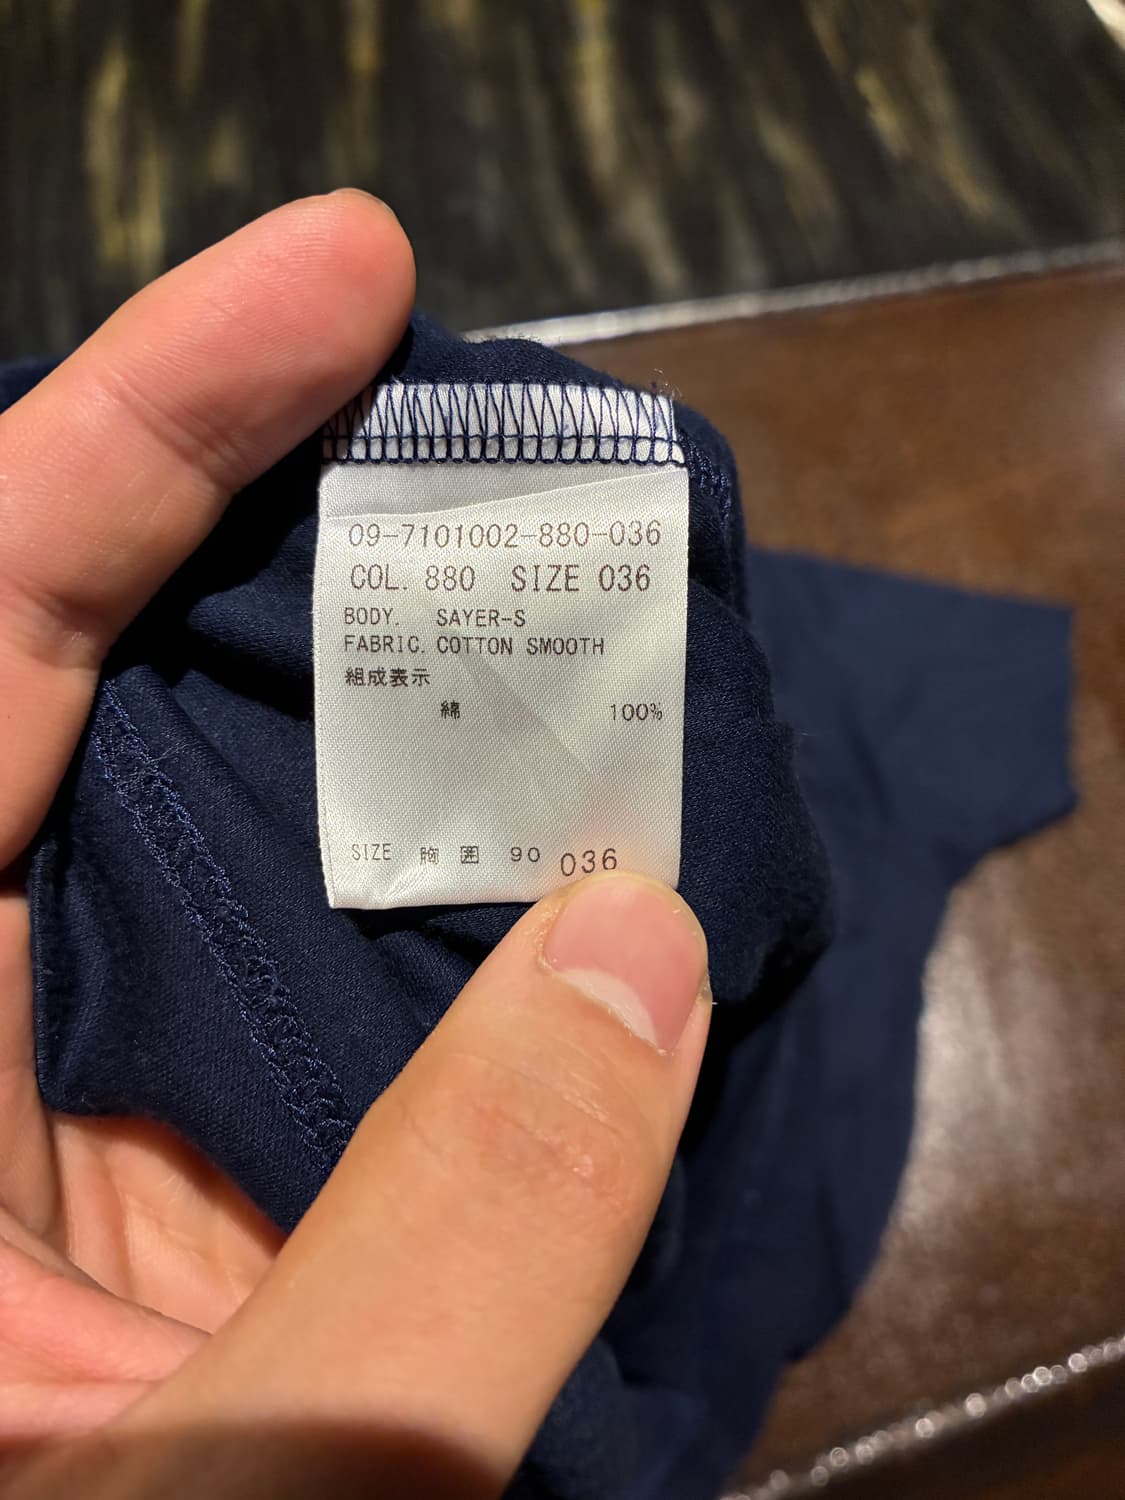 09-7101002-880-036
COL. 880 SIZE 036
BODY. SAYER-S
FABRIC. COTTON SMOOTH
組成表示
綿 100%
SIZE 胸 囲 90 036